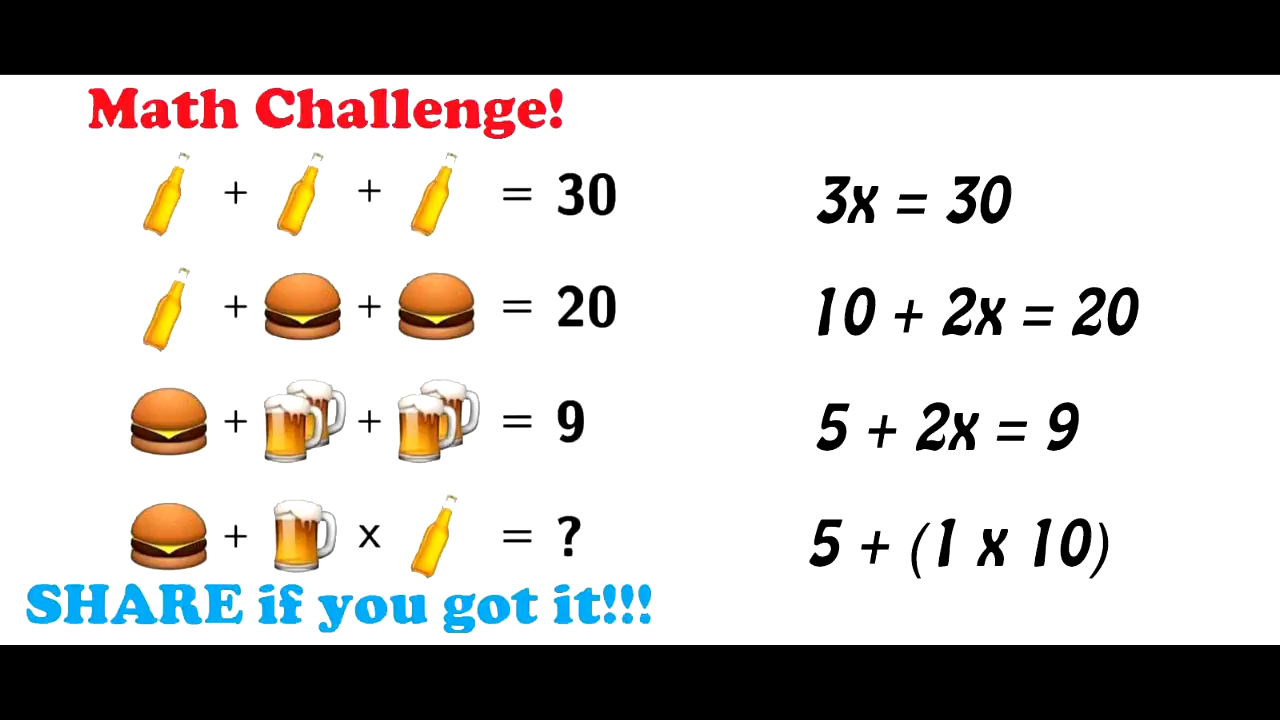 Math Challenge!
+ + = 30 3x = 30
+ + = 20 10 + 2x = 20
+ + = 9 5 + 2x = 9
+ x = ? 5 + (1 x 10)
SHARE if you got it!!!